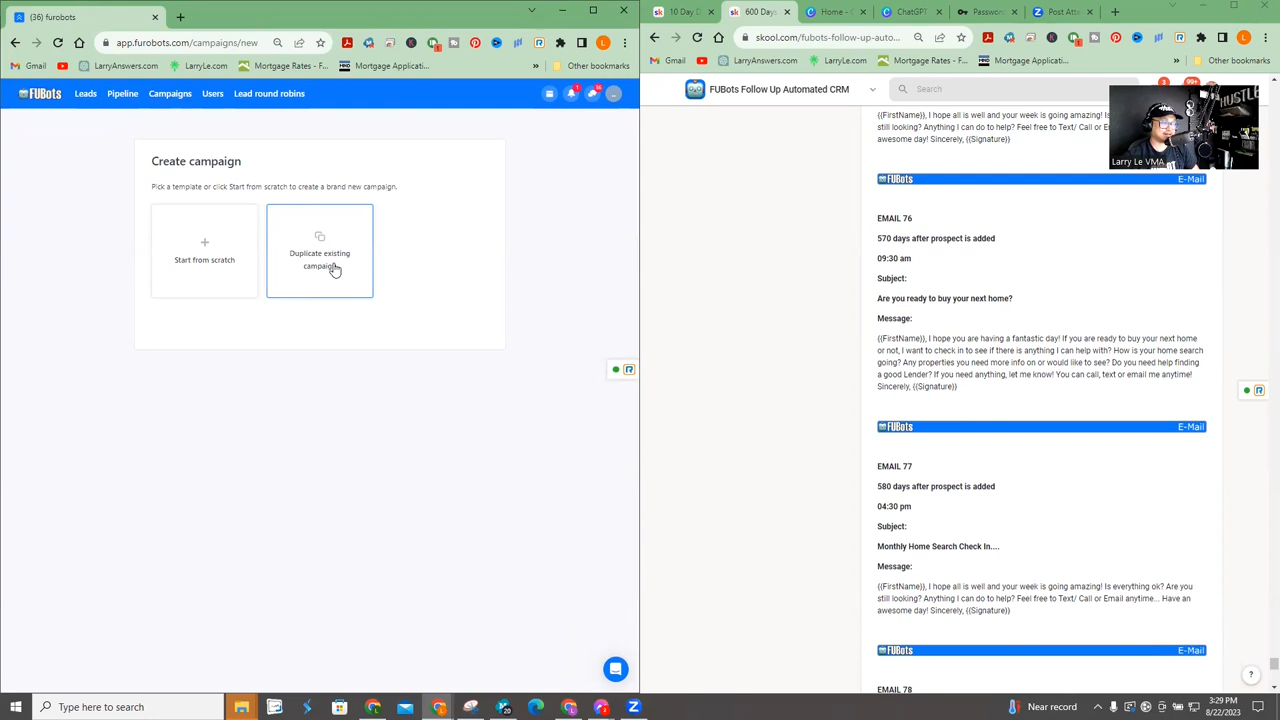 (36) furobots
app.furobots.com/campaigns/new
Gmail
LarryAnswers.com
LarryLe.com
Mortgage Rates - F...
Mortgage Applicati...
Other bookmarks
FUBots
Leads
Pipeline
Campaigns
Users
Lead round robins
Create campaign
Pick a template or click Start from scratch to create a brand new campaign.
Start from scratch
Duplicate existing
campaign
10 Day D
600 Days
Home - C
ChatGPT
Password
Post Atte
skool.com/fubots-follow-up-auto...
Gmail
LarryAnswers.com
LarryLe.com
Mortgage Rates - F...
Mortgage Applicati...
Other bookmarks
FUBots Follow Up Automated CRM
Search
3
99+
HUSTLE
Larry Le VMA
{{FirstName}}, I hope all is well and your week is going amazing! Is
still looking? Anything I can do to help? Feel free to Text/ Call or E
awesome day! Sincerely, {{Signature}}
FUBots E-Mail
EMAIL 76
570 days after prospect is added
09:30 am
Subject:
Are you ready to buy your next home?
Message:
{{FirstName}}, I hope you are having a fantastic day! If you are ready to buy your next home
or not, I want to check in to see if there is anything I can help with? How is your home search
going? Any properties you need more info on or would like to see? Do you need help finding
a good Lender? If you need anything, let me know! You can call, text or email me anytime!
Sincerely, {{Signature}}
FUBots E-Mail
EMAIL 77
580 days after prospect is added
04:30 pm
Subject:
Monthly Home Search Check In....
Message:
{{FirstName}}, I hope all is well and your week is going amazing! Is everything ok? Are you
still looking? Anything I can do to help? Feel free to Text/ Call or Email anytime... Have an
awesome day! Sincerely, {{Signature}}
FUBots E-Mail
EMAIL 78
Type here to search
Near record
3:29 PM
8/22/2023